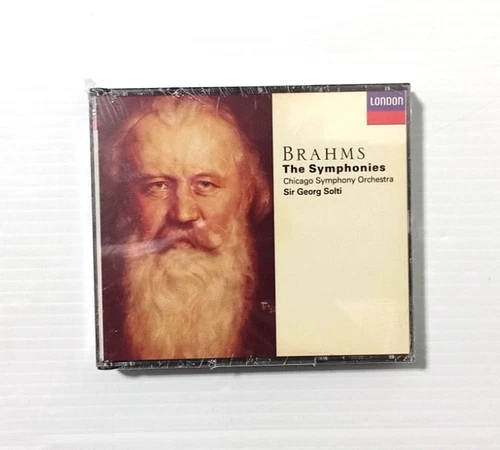 LONDON
BRAHMS
The Symphonies
Chicago Symphony Orchestra
Sir Georg Solti